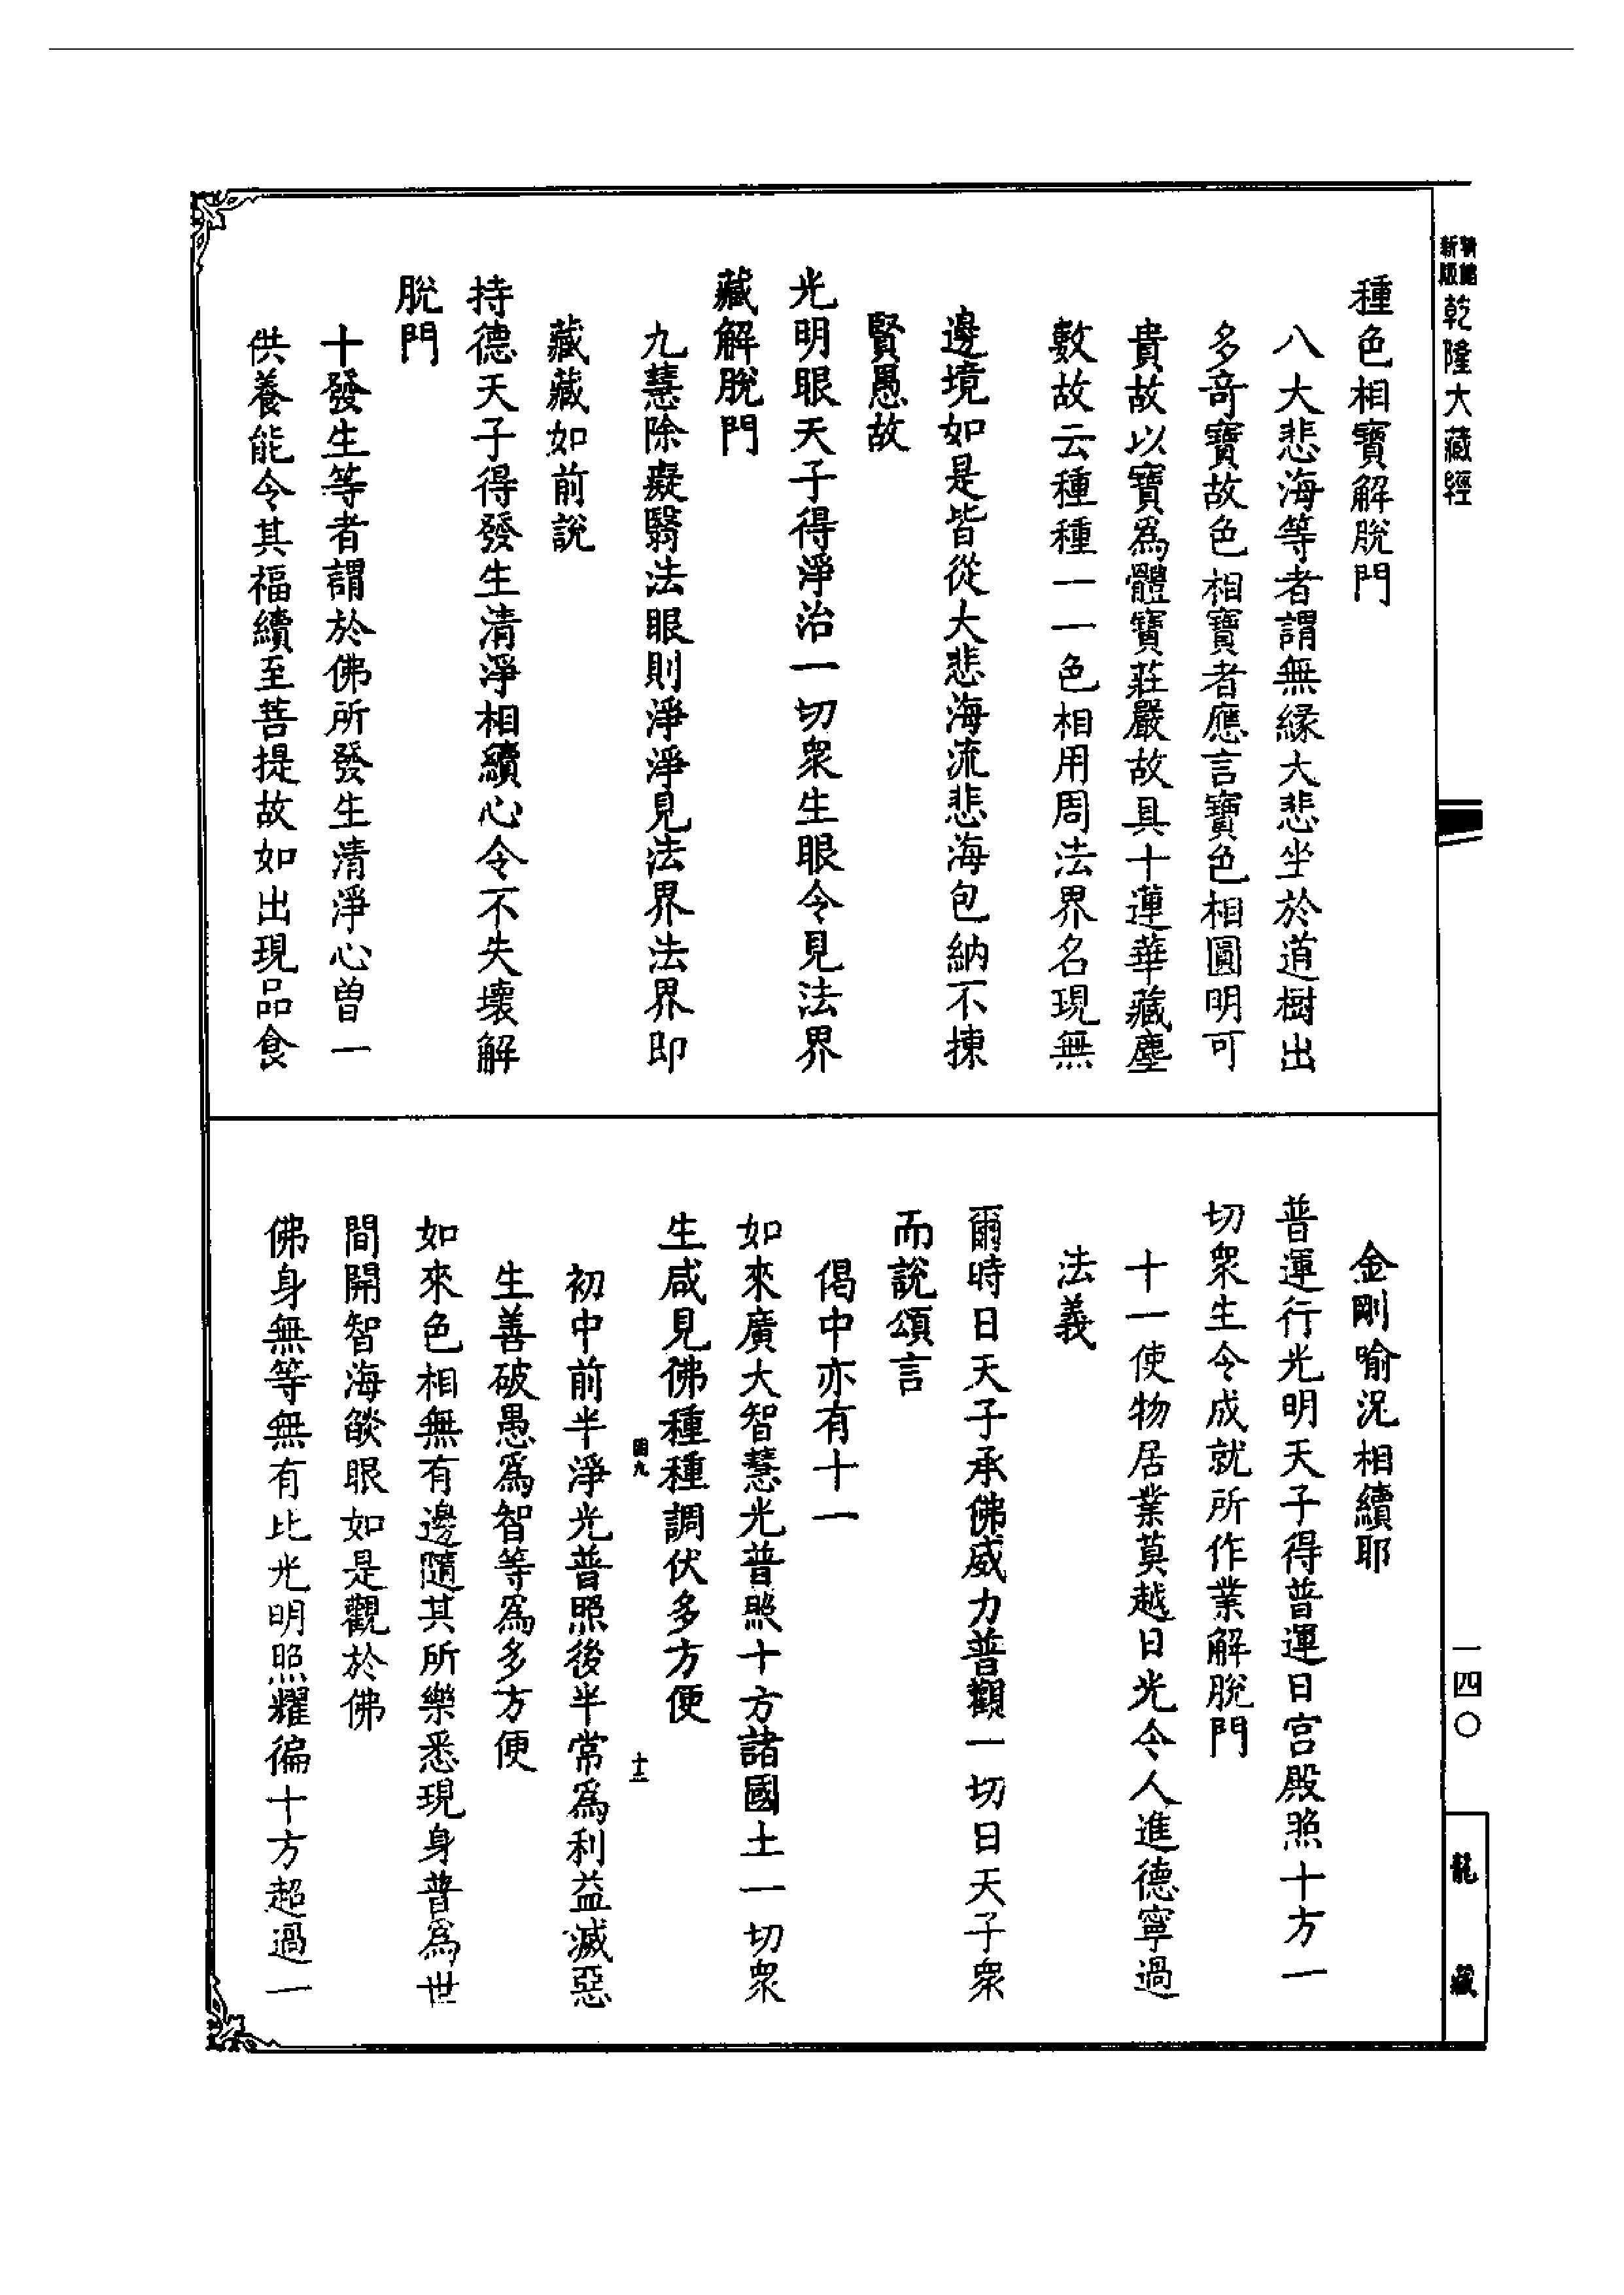 精縮
新版
乾隆大藏經
種色相寶解脫門
八大悲海等者謂無緣大悲坐於道樹出
多奇寶故色相寶者應言寶色相圓明可
貴故以寶為體寶莊嚴故具十蓮華藏塵
數故云種種一一色相用周法界名現無
邊境如是皆從大悲海流悲海包納不揀
賢愚故
光明眼天子得淨治一切衆生眼令見法界
藏解脫門
九慧除癡翳法眼則淨淨見法界法界即
藏藏如前說
持德天子得發生清淨相續心令不失壞解
脫門
十發生等者謂於佛所發生清淨心曾一
供養能令其福續至菩提故如出現品食
金剛喻況相續耶
普運行光明天子得普運日宮殿照十方一
切衆生令成就所作業解脫門
十一使物居業莫越日光令人進德寧過
法義
爾時日天子承佛威力普觀一切日天子衆
而說頌言
偈中亦有十一
如來廣大智慧光普照十方諸國土一切衆
生咸見佛種種調伏多方便
初中前半淨光普照後半常為利益滅惡
生善破愚為智等為多方便
如來色相無有邊隨其所樂悉現身普為世
間開智海燄眼如是觀於佛
佛身無等無有比光明照耀徧十方超過一
一四〇
龍藏